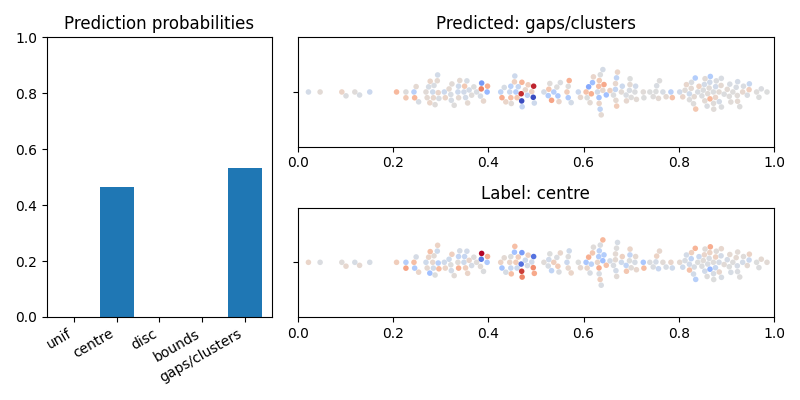 Prediction probabilities
1.0
0.8
0.6
0.4
0.2
0.0
unif
centre
disc
bounds
gaps/clusters
Predicted: gaps/clusters
0.0 0.2 0.4 0.6 0.8 1.0
Label: centre
0.0 0.2 0.4 0.6 0.8 1.0